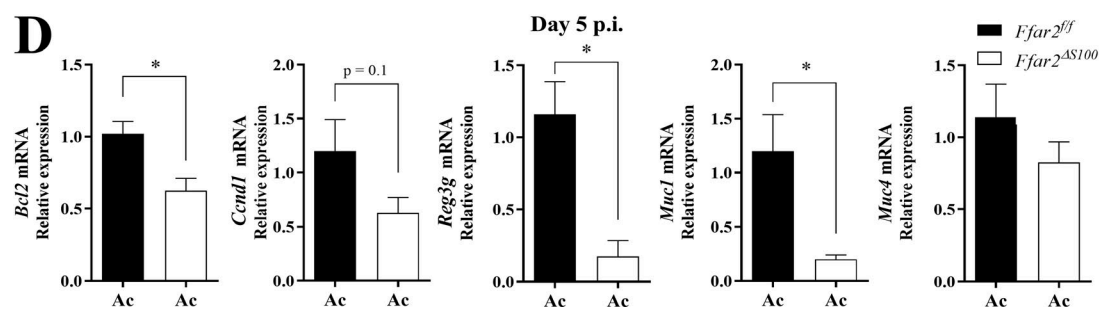 D
Day 5 p.i.
Ffar2f/f
Ffar2ΔS100
Bcl2 mRNA
Relative expression
1.5
1.0
0.5
0.0
*
Ac Ac
Ccnd1 mRNA
Relative expression
2.0
1.5
1.0
0.5
0.0
p = 0.1
Ac Ac
Reg3g mRNA
Relative expression
1.5
1.0
0.5
0.0
*
Ac Ac
Muc1 mRNA
Relative expression
2.0
1.5
1.0
0.5
0.0
*
Ac Ac
Muc4 mRNA
Relative expression
1.5
1.0
0.5
0.0
Ac Ac